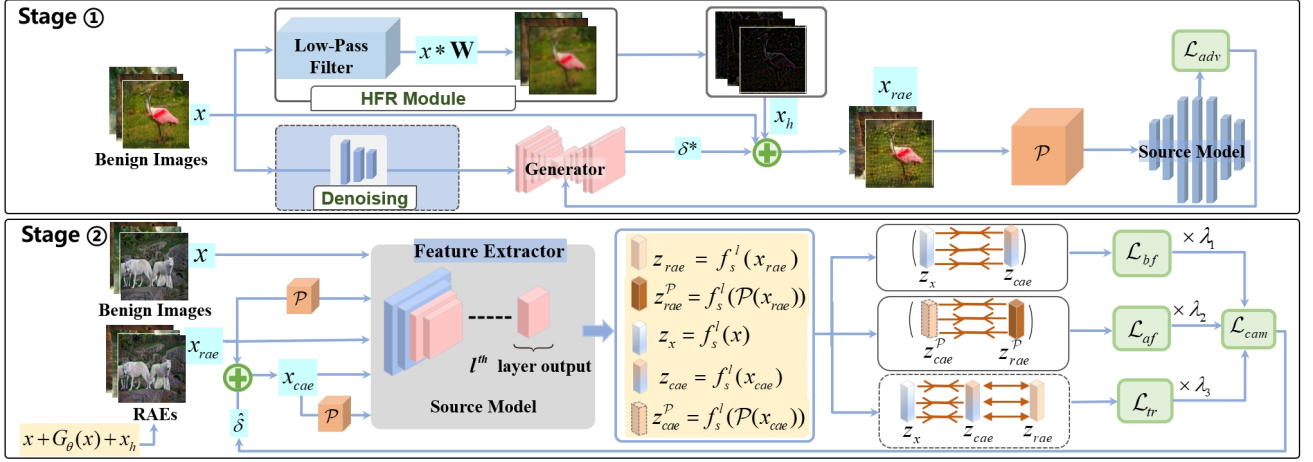 Stage ①
Low-Pass
Filter
x * W
HFR Module
x
Benign Images
Denoising
Generator
δ*
x_h
x_rae
𝒫
Source Model
ℒ_adv
Stage ②
x
Benign Images
x_rae
RAEs
x + G_θ(x) + x_h
δ̂
x_cae
𝒫
𝒫
Feature Extractor
l^th layer output
Source Model
z_rae = f_s^l(x_rae)
z_rae^𝒫 = f_s^l(𝒫(x_rae))
z_x = f_s^l(x)
z_cae = f_s^l(x_cae)
z_cae^𝒫 = f_s^l(𝒫(x_cae))
( )
z_x z_cae
( )
z_cae^𝒫 z_rae^𝒫
z_x z_cae z_rae
ℒ_bf
× λ_1
ℒ_af
× λ_2
ℒ_tr
× λ_3
ℒ_cam